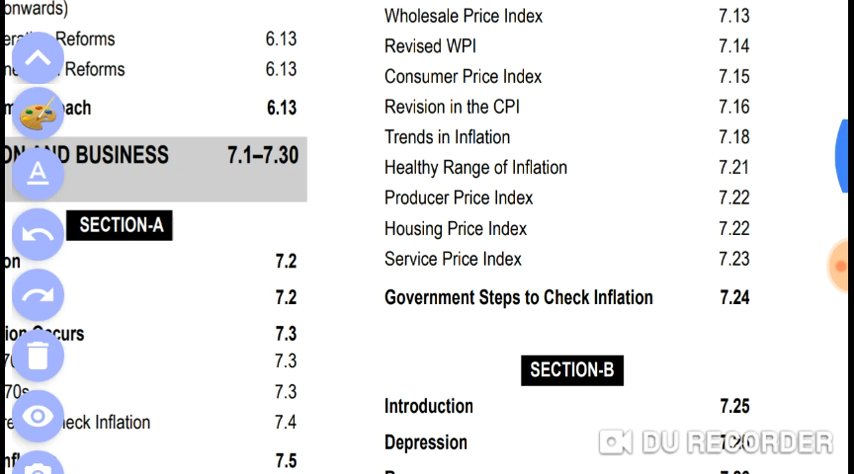 onwards)
Reforms 6.13
Reforms 6.13
6.13
AND BUSINESS 7.1–7.30
SECTION-A
7.2
7.2
Occurs 7.3
7.3
7.3
Check Inflation 7.4
7.5
Wholesale Price Index 7.13
Revised WPI 7.14
Consumer Price Index 7.15
Revision in the CPI 7.16
Trends in Inflation 7.18
Healthy Range of Inflation 7.21
Producer Price Index 7.22
Housing Price Index 7.22
Service Price Index 7.23
Government Steps to Check Inflation 7.24
SECTION-B
Introduction 7.25
Depression
DU RECORDER